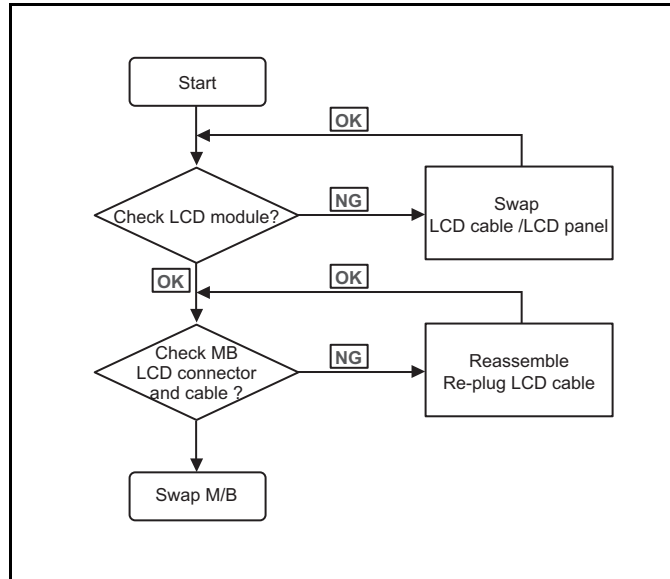 Start
OK
Check LCD module?
NG
Swap
LCD cable /LCD panel
OK
OK
Check MB
LCD connector
and cable ?
NG
Reassemble
Re-plug LCD cable
Swap M/B